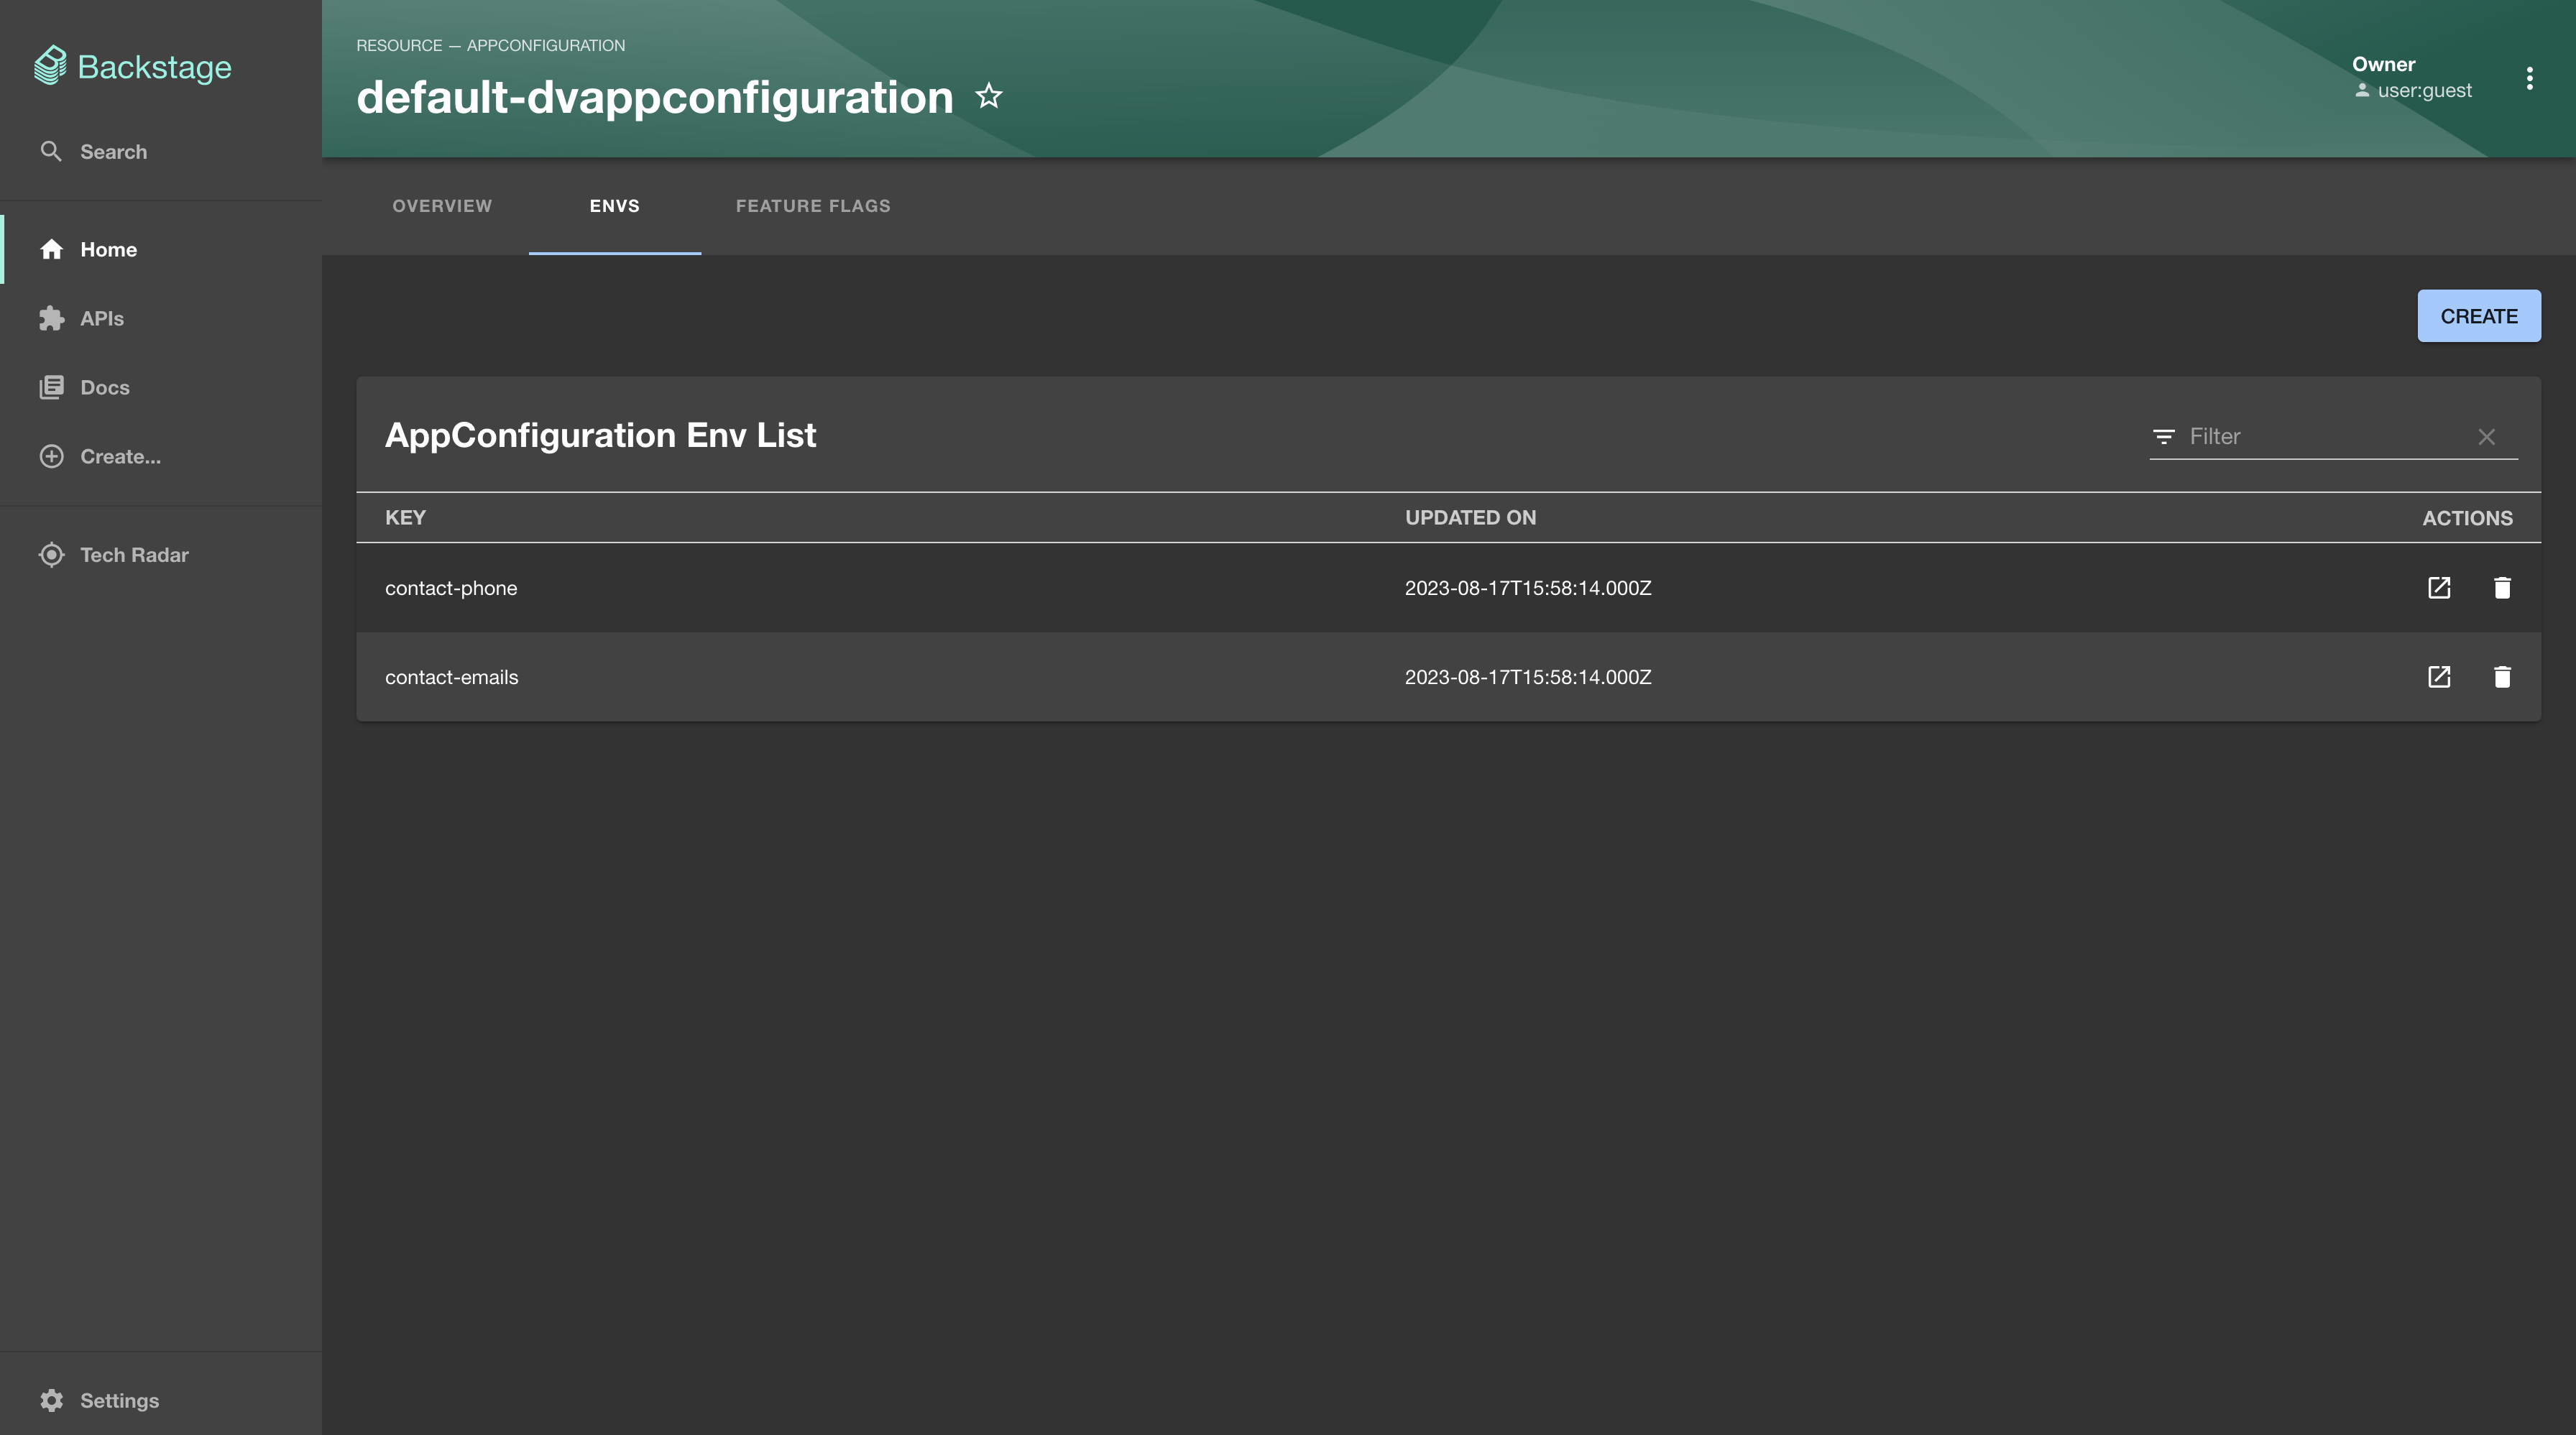 Backstage
Search
Home
APIs
Docs
Create...
Tech Radar
Settings
RESOURCE — APPCONFIGURATION
default-dvappconfiguration
Owner
user:guest
OVERVIEW ENVS FEATURE FLAGS
CREATE
AppConfiguration Env List
Filter
KEY UPDATED ON ACTIONS
contact-phone 2023-08-17T15:58:14.000Z
contact-emails 2023-08-17T15:58:14.000Z